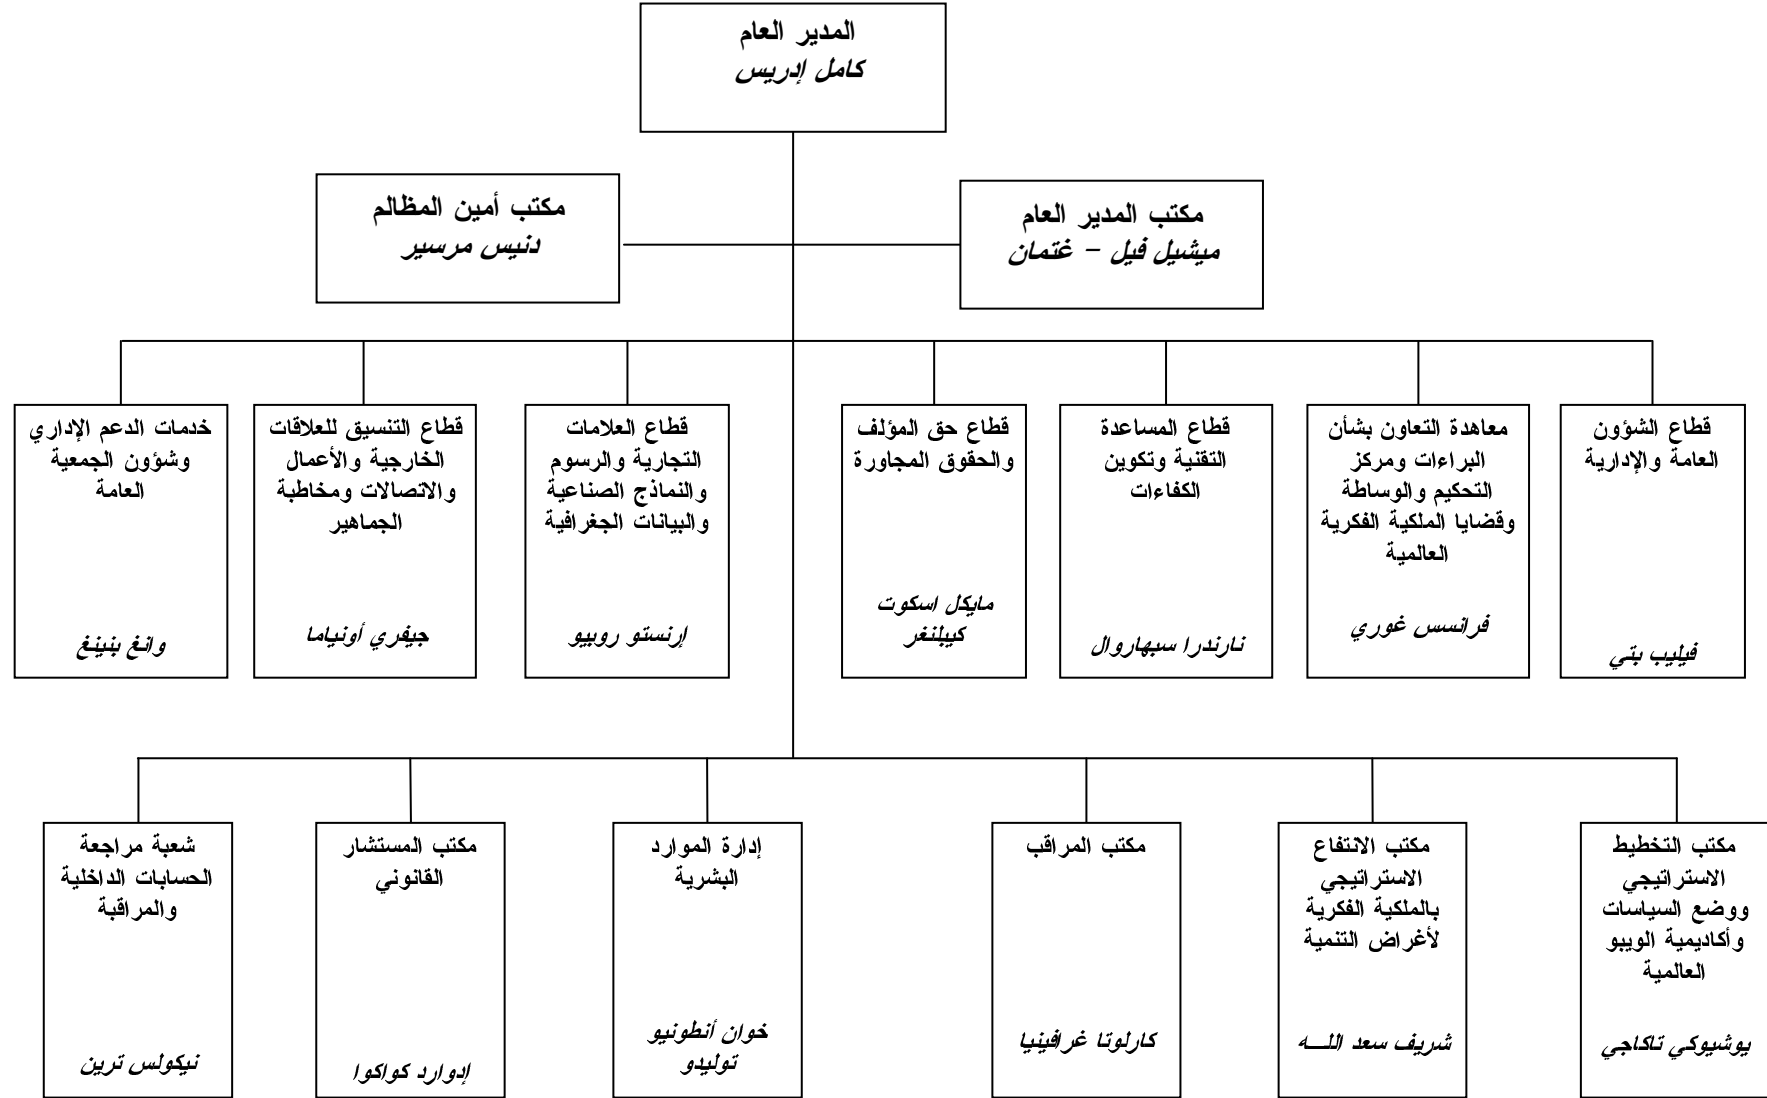 المدير العام
كامل إدريس
مكتب المدير العام
ميشيل فيل - غتمان
مكتب أمين المظالم
دنيس مرسير
قطاع الشؤون
العامة والإدارية
فيليب بتي
معاهدة التعاون بشأن
البراءات ومركز
التحكيم والوساطة
وقضايا الملكية الفكرية
العالمية
فرانسس غوري
قطاع المساعدة
التقنية وتكوين
الكفاءات
نارندرا سبهاروال
قطاع حق المؤلف
والحقوق المجاورة
مايكل اسكوت
كيبلنغر
قطاع العلامات
التجارية والرسوم
والنماذج الصناعية
والبيانات الجغرافية
إرنستو روبيو
قطاع التنسيق للعلاقات
الخارجية والأعمال
والاتصالات ومخاطبة
الجماهير
جيفري أونياما
خدمات الدعم الإداري
وشؤون الجمعية
العامة
وانغ بنينغ
مكتب التخطيط
الاستراتيجي
ووضع السياسات
وأكاديمية الويبو
العالمية
يوشيوكي تاكاجي
مكتب الانتفاع
الاستراتيجي
بالملكية الفكرية
لأغراض التنمية
شريف سعد اللـــه
مكتب المراقب
كارلوتا غرافينيا
إدارة الموارد
البشرية
خوان أنطونيو
توليدو
مكتب المستشار
القانوني
إدوارد كواكوا
شعبة مراجعة
الحسابات الداخلية
والمراقبة
نيكولس ترين